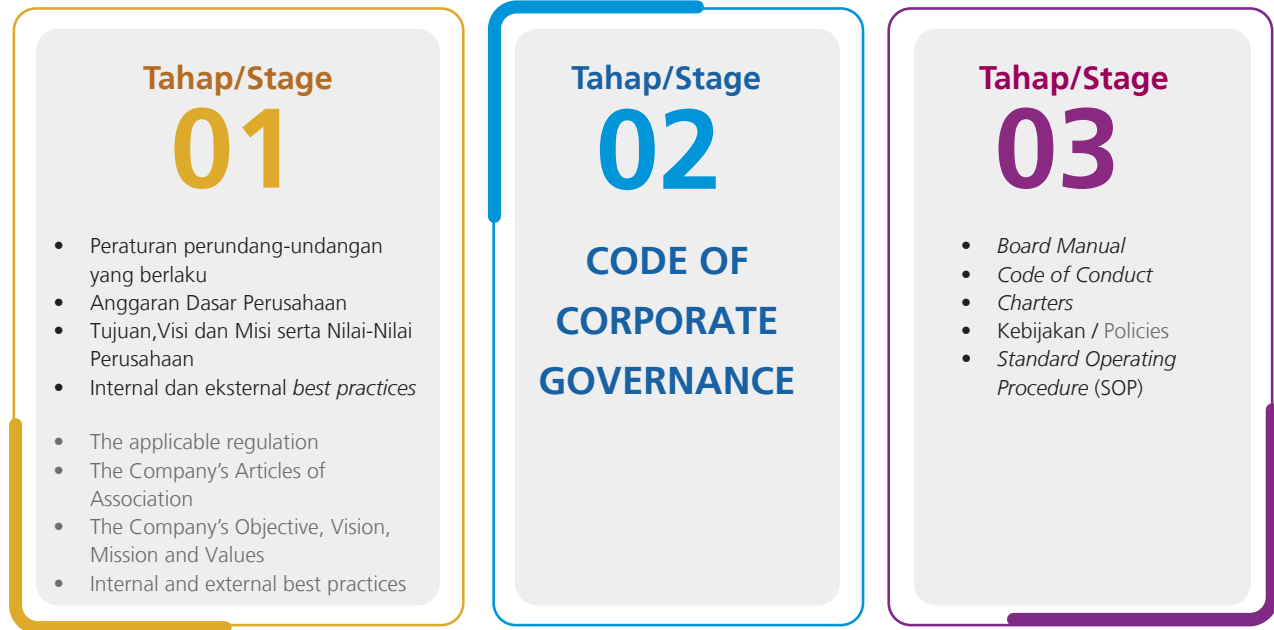 Tahap/Stage
01
• Peraturan perundang-undangan
yang berlaku
• Anggaran Dasar Perusahaan
• Tujuan,Visi dan Misi serta Nilai-Nilai
Perusahaan
• Internal dan eksternal best practices
• The applicable regulation
• The Company’s Articles of
Association
• The Company’s Objective, Vision,
Mission and Values
• Internal and external best practices
Tahap/Stage
02
CODE OF
CORPORATE
GOVERNANCE
Tahap/Stage
03
• Board Manual
• Code of Conduct
• Charters
• Kebijakan / Policies
• Standard Operating
Procedure (SOP)